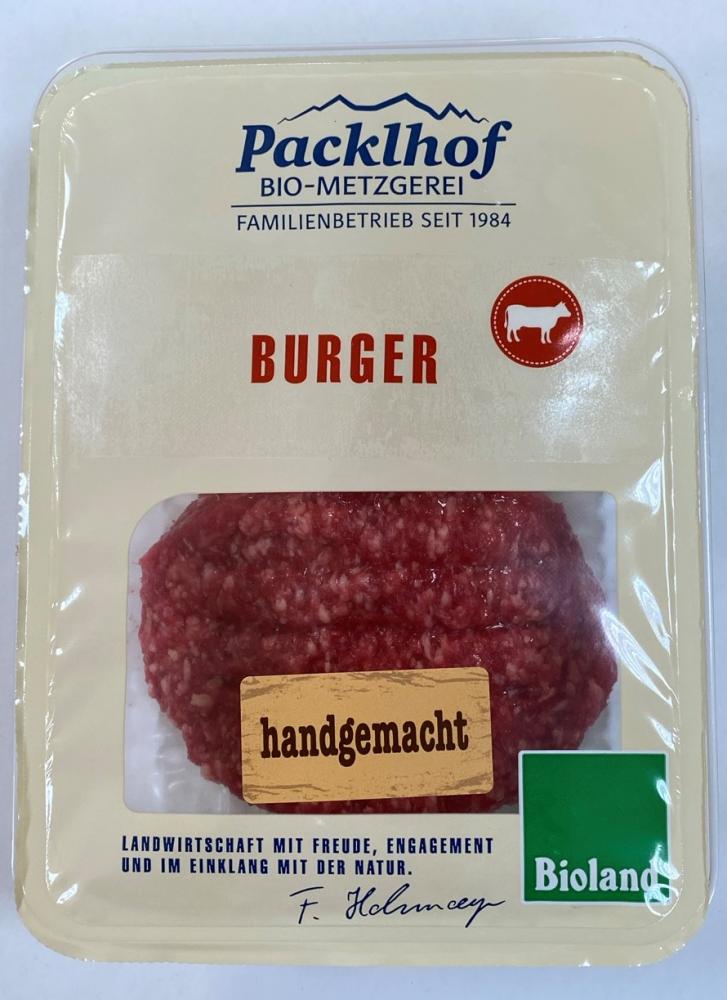 Packlhof
BIO-METZGEREI
FAMILIENBETRIEB SEIT 1984
BURGER
handgemacht
LANDWIRTSCHAFT MIT FREUDE, ENGAGEMENT
UND IM EINKLANG MIT DER NATUR.
Bioland